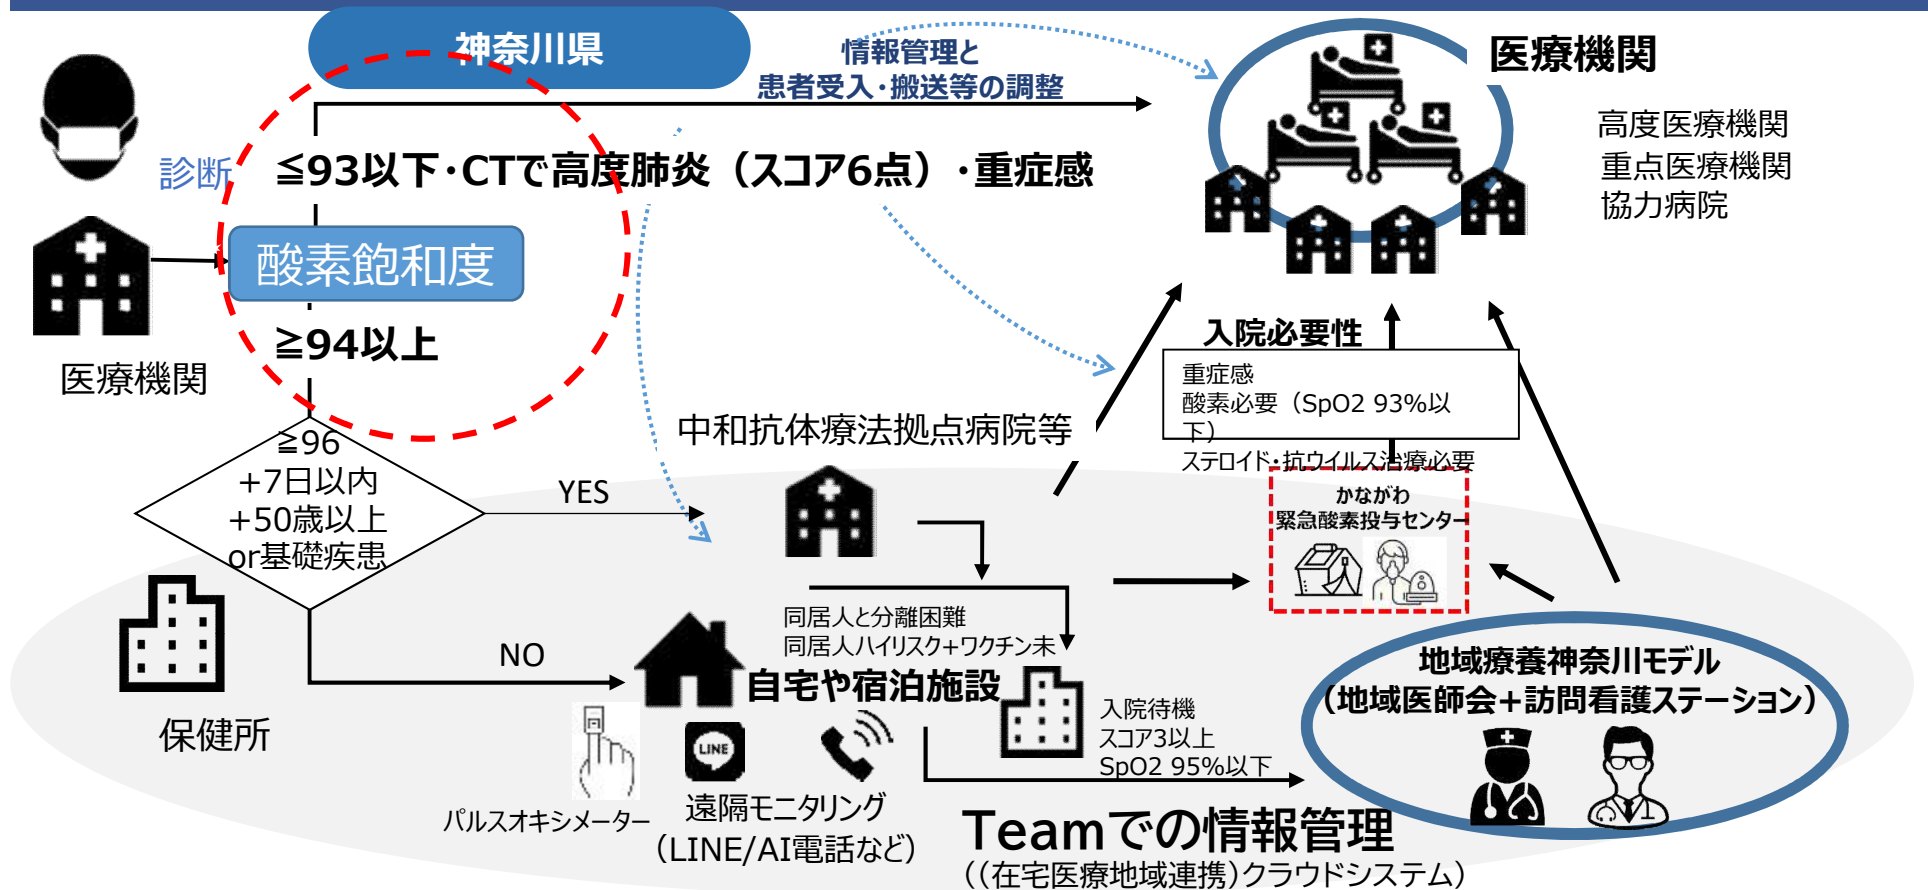 神奈川県
情報管理と
患者受入・搬送等の調整
医療機関
高度医療機関
重点医療機関
協力病院
診断
≦93以下・CTで高度肺炎（スコア6点）・重症感
酸素飽和度
≧94以上
医療機関
入院必要性
重症感
酸素必要（SpO2 93%以
下）
ステロイド・抗ウイルス治療必要
中和抗体療法拠点病院等
≧96
+7日以内
+50歳以上
or基礎疾患
YES
かながわ
緊急酸素投与センター
同居人と分離困難
同居人ハイリスク+ワクチン未
NO
自宅や宿泊施設
地域療養神奈川モデル
（地域医師会+訪問看護ステーション）
保健所
入院待機
スコア3以上
SpO2 95%以下
LINE
パルスオキシメーター
遠隔モニタリング
（LINE/AI電話など）
Teamでの情報管理
（(在宅医療地域連携)クラウドシステム）